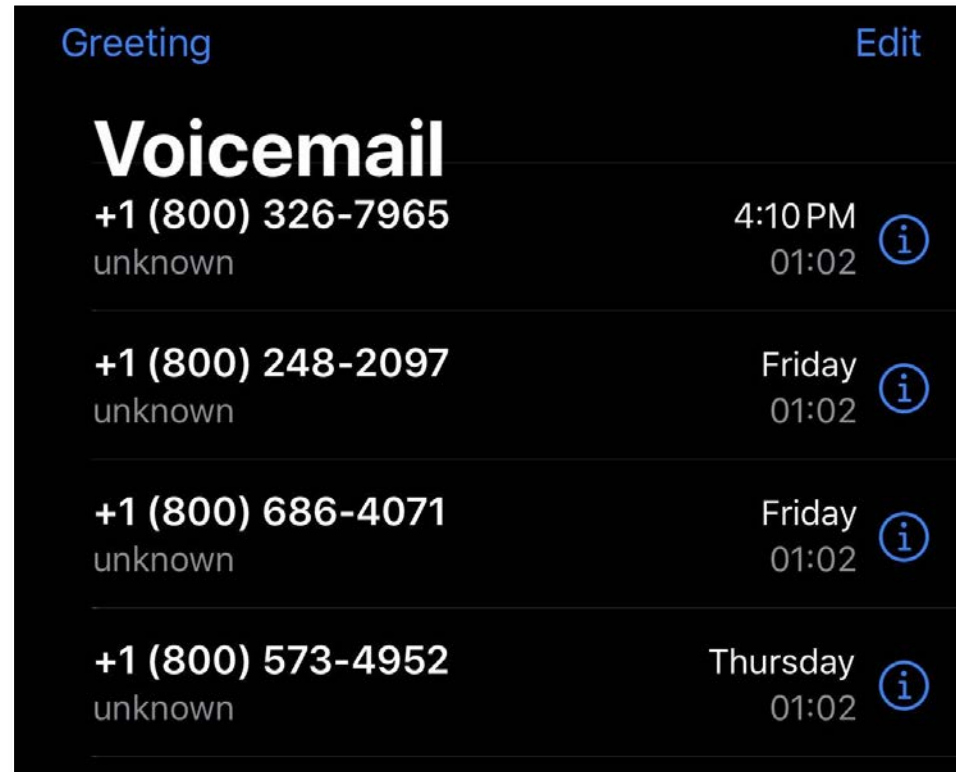 Greeting Edit
Voicemail
+1 (800) 326-7965 4:10 PM
unknown 01:02
+1 (800) 248-2097 Friday
unknown 01:02
+1 (800) 686-4071 Friday
unknown 01:02
+1 (800) 573-4952 Thursday
unknown 01:02